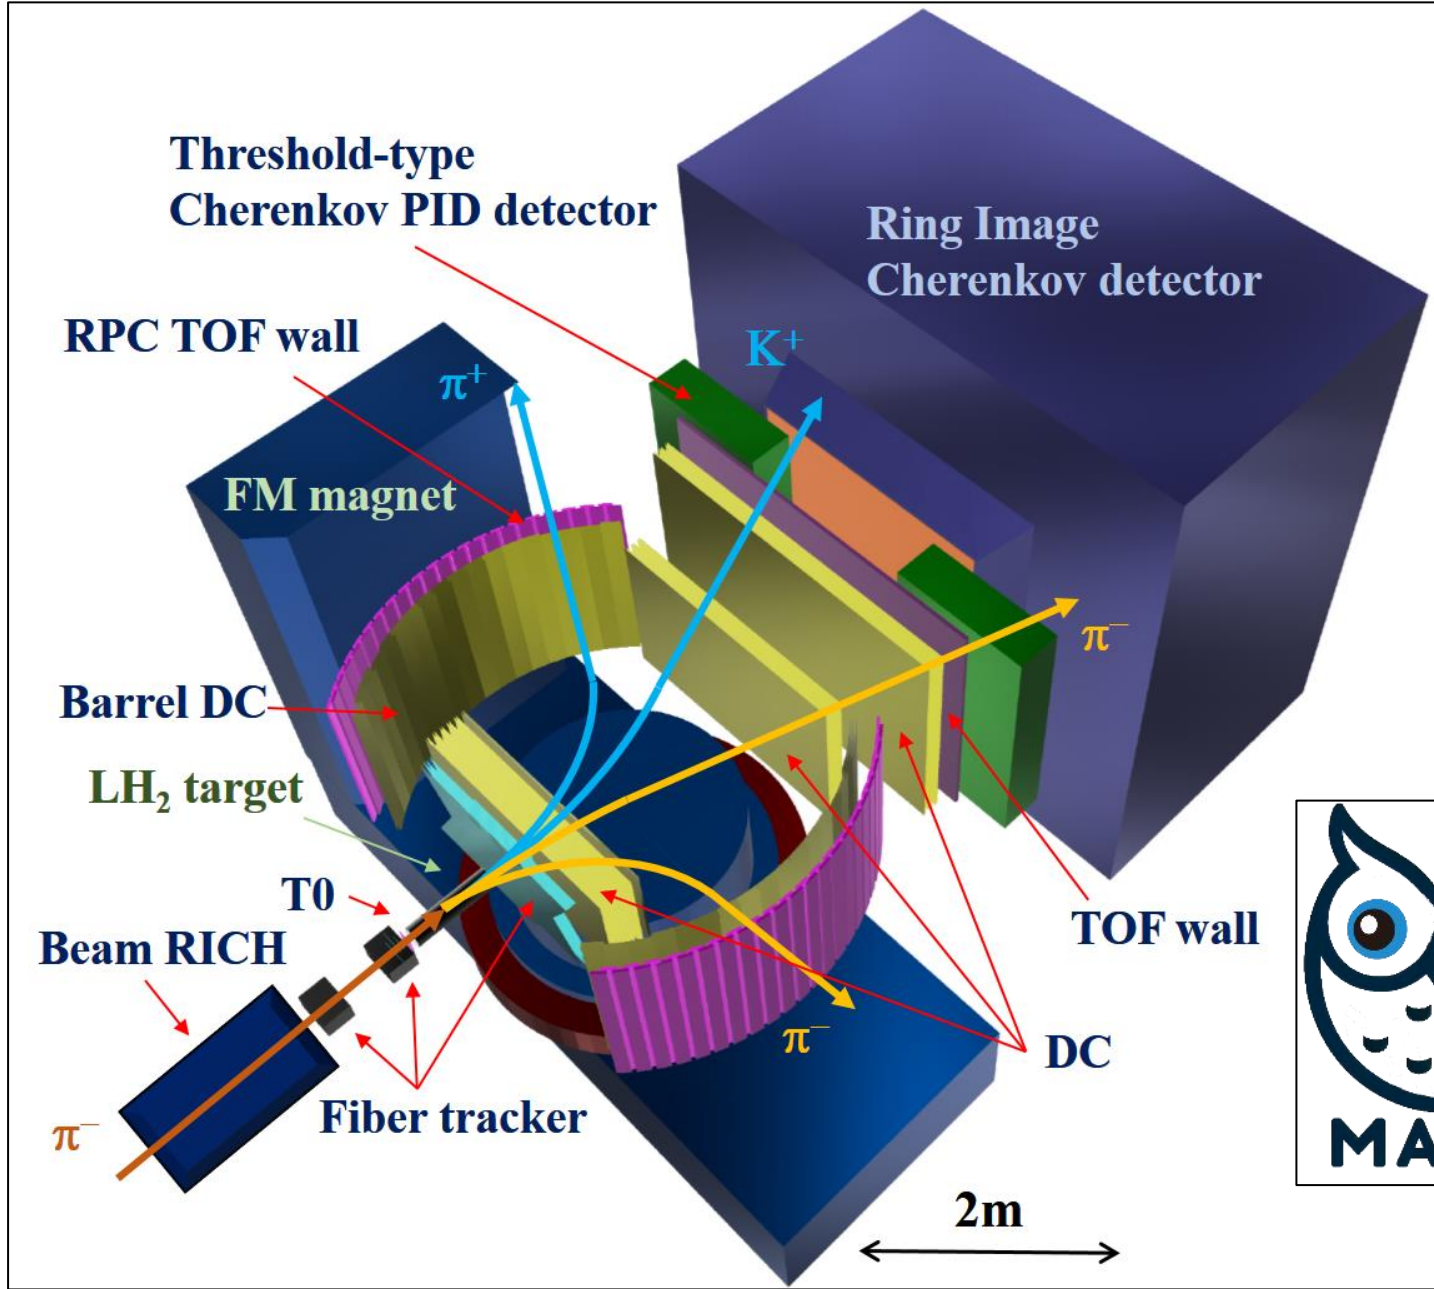 Threshold-type
Cherenkov PID detector
Ring Image
Cherenkov detector
RPC TOF wall
π⁺
K⁺
FM magnet
π⁻
Barrel DC
LH₂ target
T0
Beam RICH
TOF wall
π⁻
DC
Fiber tracker
π⁻
2m
MA